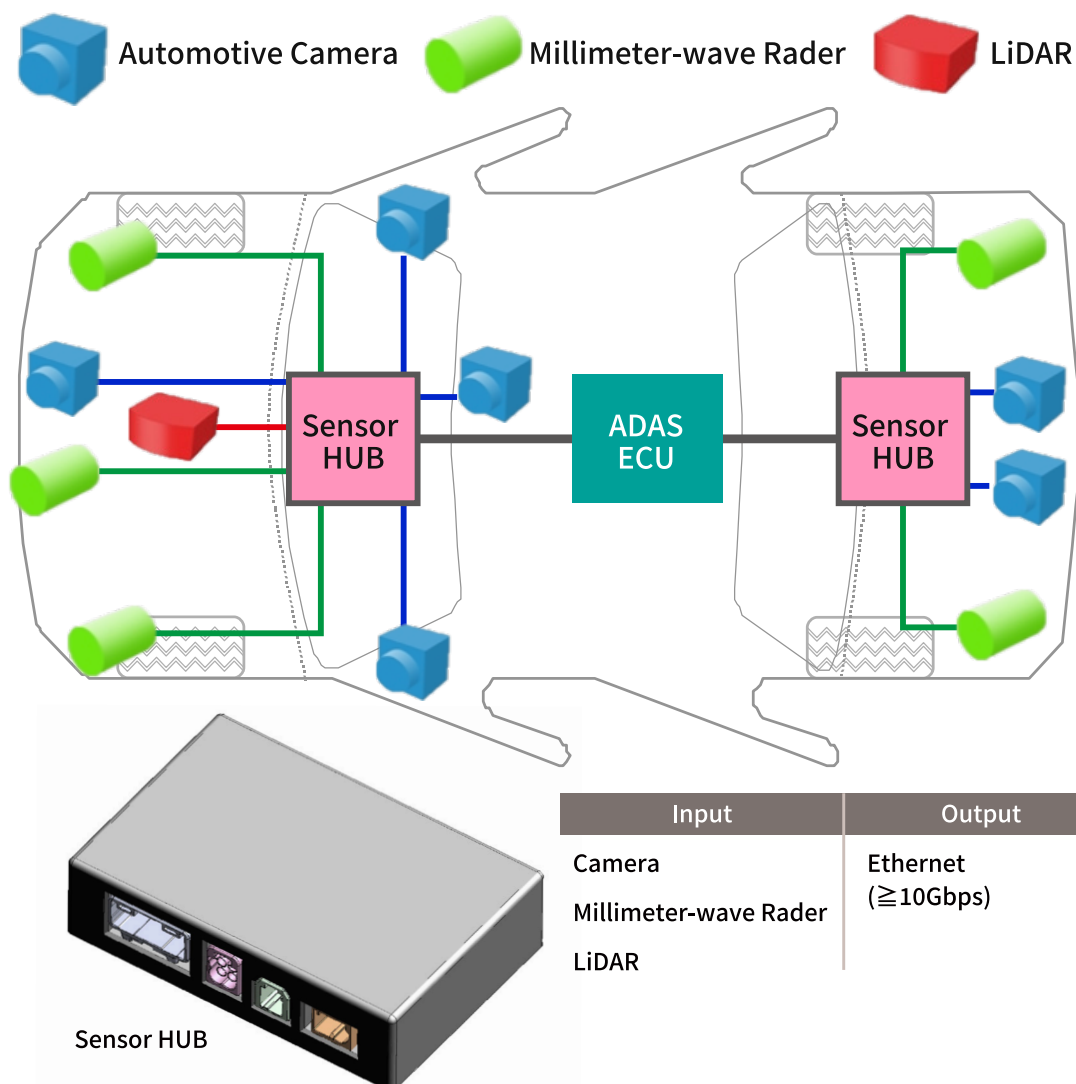 Automotive Camera
Millimeter-wave Rader
LiDAR
Sensor
HUB
ADAS
ECU
Sensor
HUB
Input
Output
Camera
Ethernet
(≧10Gbps)
Millimeter-wave Rader
LiDAR
Sensor HUB